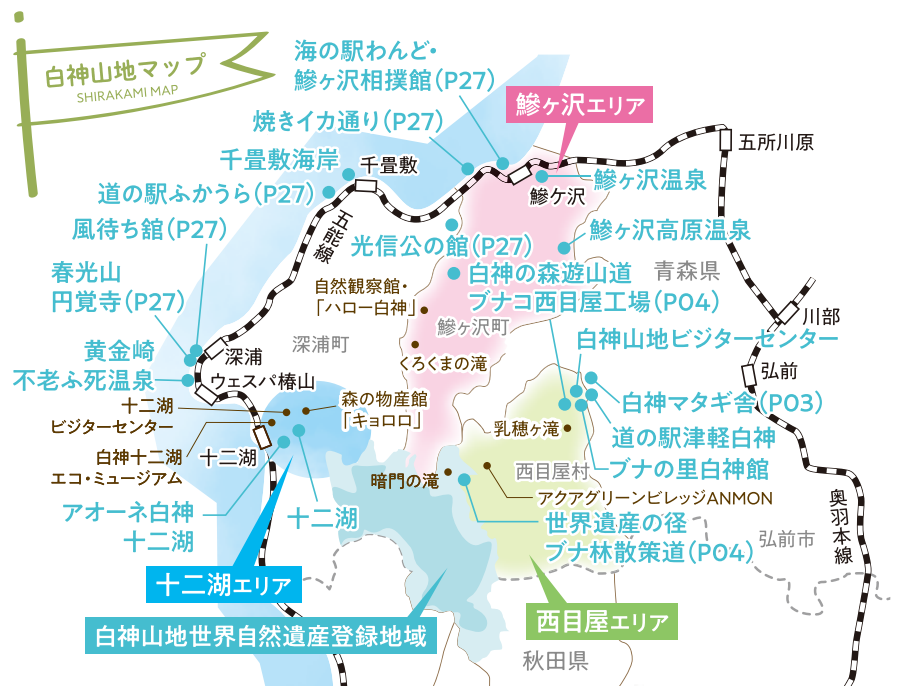 白神山地マップ
SHIRAKAMI MAP
海の駅わんど・
鰺ヶ沢相撲館(P27)
鰺ヶ沢エリア
焼きイカ通り(P27)
五所川原
千畳敷海岸
千畳敷
鰺ヶ沢温泉
道の駅ふかうら(P27)
鰺ケ沢
五能線
風待ち舘(P27)
光信公の館(P27)
鰺ヶ沢高原温泉
春光山
円覚寺(P27)
白神の森遊山道
ブナコ西目屋工場(P04)
青森県
自然観察館・
「ハロー白神」
鰺ヶ沢町
川部
深浦町
白神山地ビジターセンター
黄金崎
不老ふ死温泉
深浦
くろくまの滝
弘前
ウェスパ椿山
十二湖
ビジターセンター
森の物産館
「キョロロ」
白神マタギ舎(P03)
乳穂ヶ滝
道の駅津軽白神
白神十二湖
エコ・ミュージアム
十二湖
暗門の滝
西目屋村
ブナの里白神館
アクアグリーンビレッジANMON
奥羽本線
アオーネ白神
十二湖
十二湖
世界遺産の径
ブナ林散策道(P04)
弘前市
十二湖エリア
白神山地世界自然遺産登録地域
西目屋エリア
秋田県